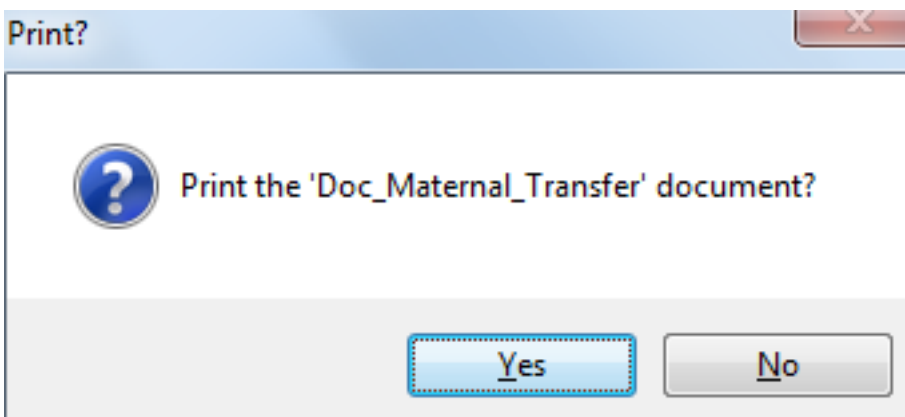 Print?
Print the 'Doc_Maternal_Transfer' document?
Yes
No